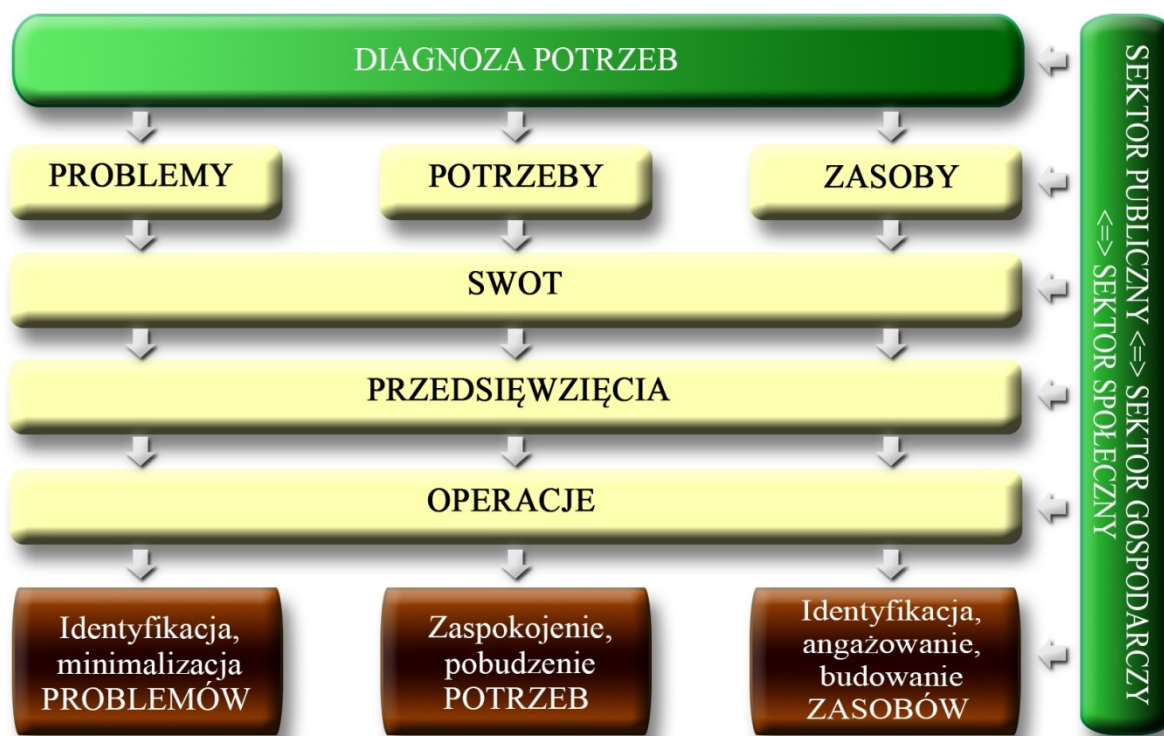 DIAGNOZA POTRZEB
PROBLEMY
POTRZEBY
ZASOBY
SWOT
PRZEDSIĘWZIĘCIA
OPERACJE
Identyfikacja,
minimalizacja
PROBLEMÓW
Zaspokojenie,
pobudzenie
POTRZEB
Identyfikacja,
angażowanie,
budowanie
ZASOBÓW
SEKTOR PUBLICZNY <=> SEKTOR GOSPODARCZY
<=> SEKTOR SPOŁECZNY